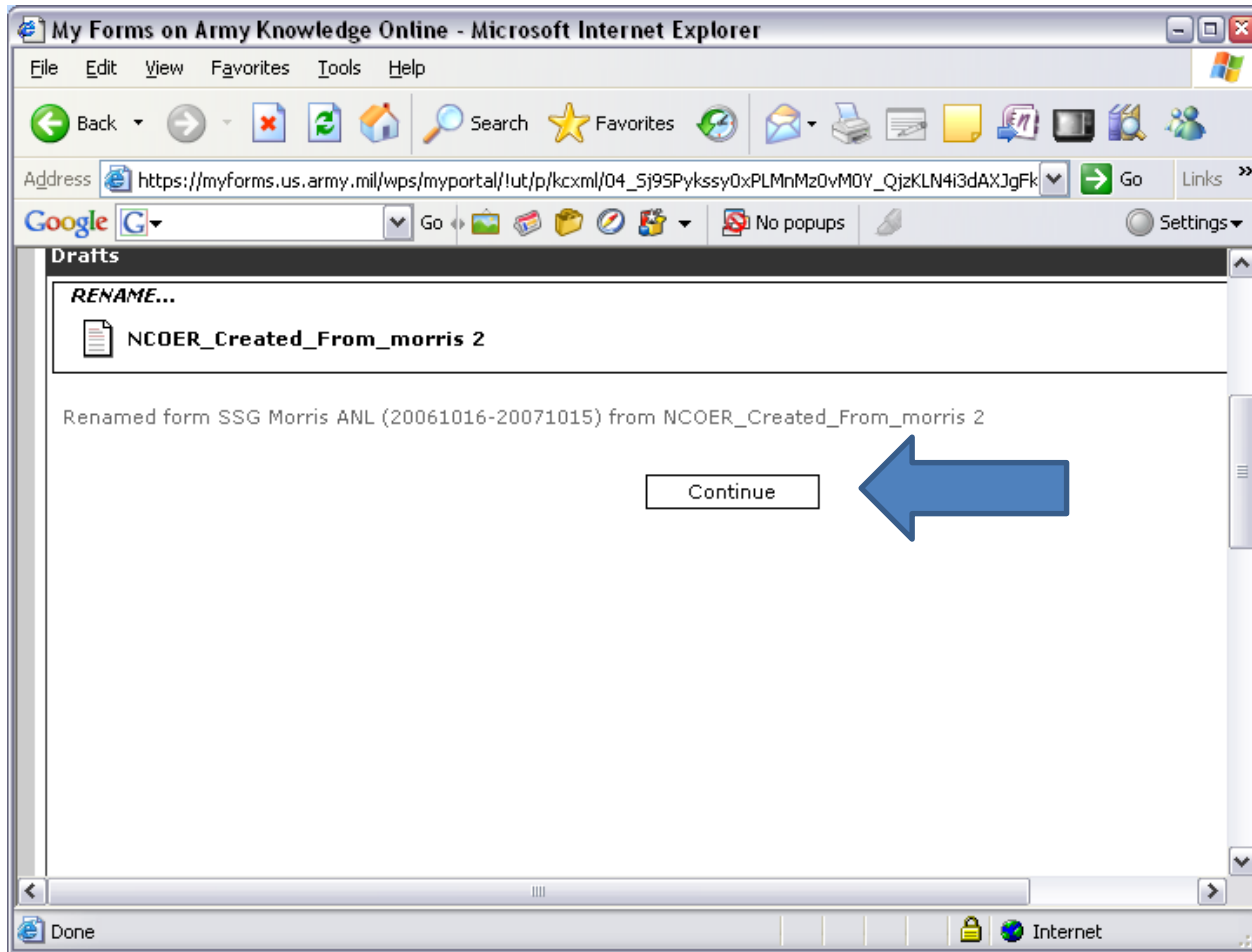 My Forms on Army Knowledge Online - Microsoft Internet Explorer
File Edit View Favorites Tools Help
Back Search Favorites
Address https://myforms.us.army.mil/wps/myportal/!ut/p/kcxml/04_Sj9SPykssy0xPLMnMz0vM0Y_QjzKLN4i3dAXJgFk Go Links »
Google G Go No popups Settings
Drafts
RENAME...
NCOER_Created_From_morris 2
Renamed form SSG Morris ANL (20061016-20071015) from NCOER_Created_From_morris 2
Continue
Done Internet